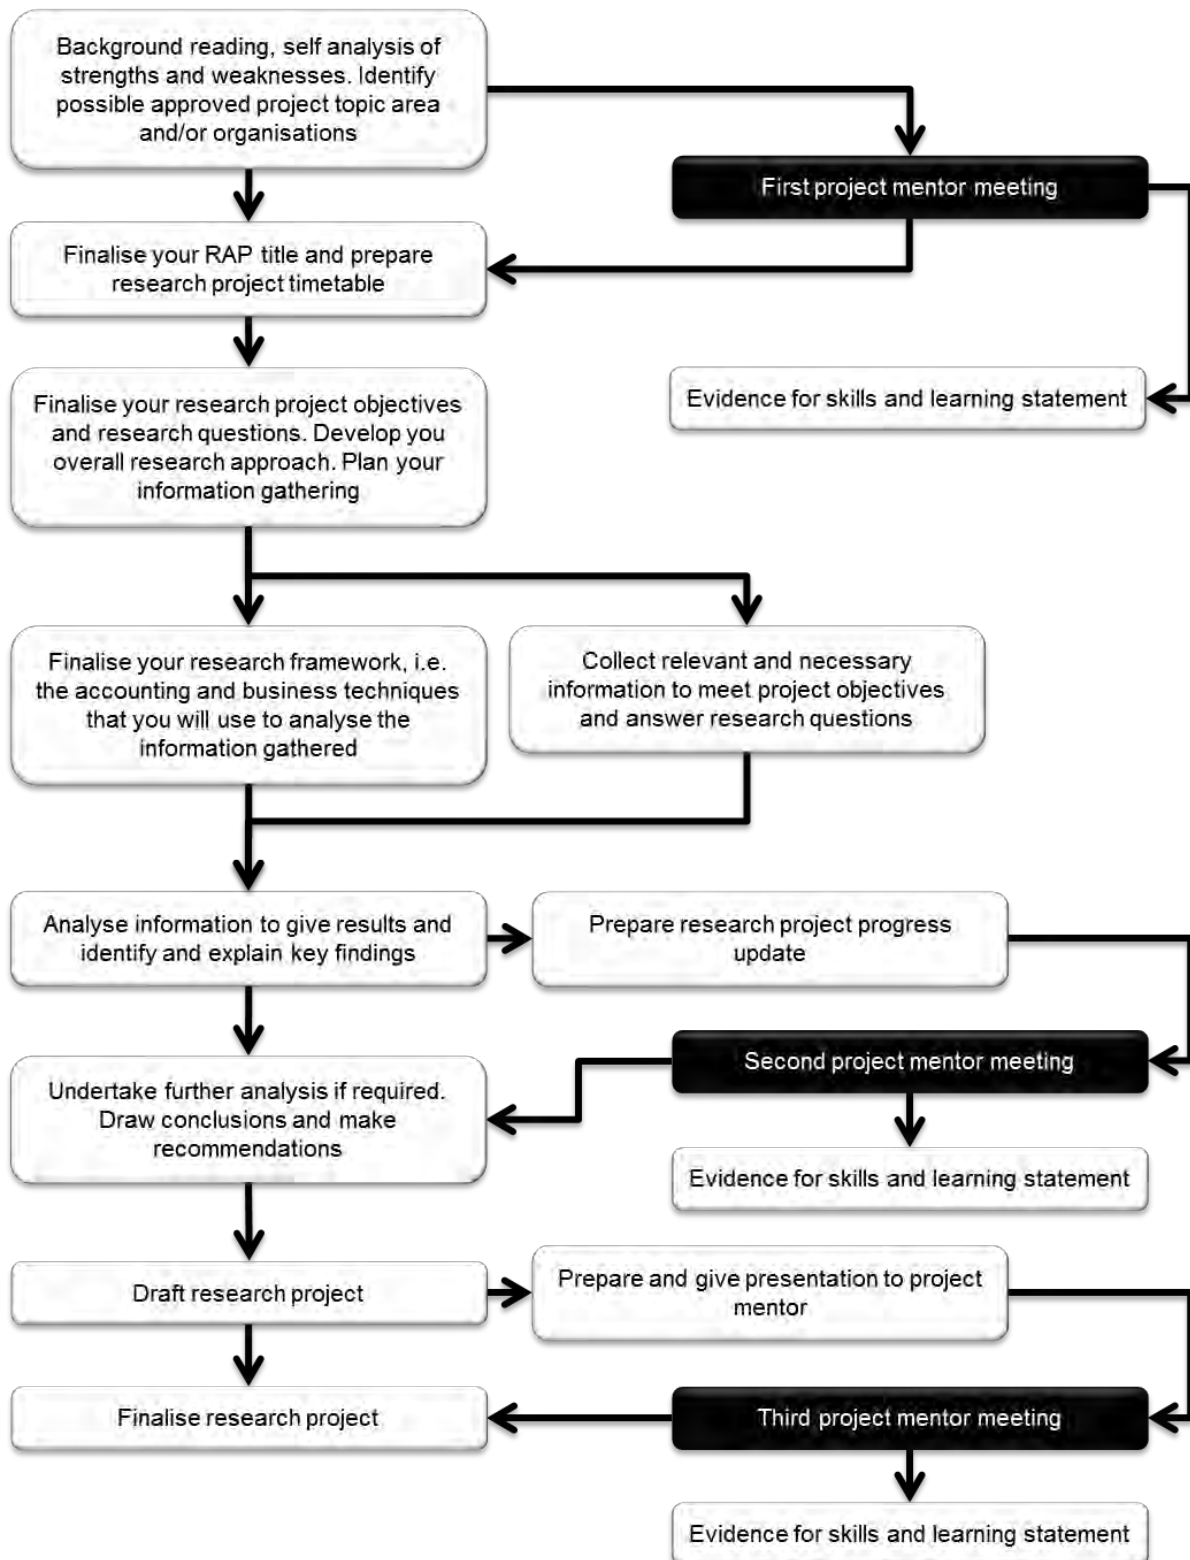 Background reading, self analysis of
strengths and weaknesses. Identify
possible approved project topic area
and/or organisations
First project mentor meeting
Finalise your RAP title and prepare
research project timetable
Evidence for skills and learning statement
Finalise your research project objectives
and research questions. Develop you
overall research approach. Plan your
information gathering
Finalise your research framework, i.e.
the accounting and business techniques
that you will use to analyse the
information gathered
Collect relevant and necessary
information to meet project objectives
and answer research questions
Analyse information to give results and
identify and explain key findings
Prepare research project progress
update
Second project mentor meeting
Undertake further analysis if required.
Draw conclusions and make
recommendations
Evidence for skills and learning statement
Draft research project
Prepare and give presentation to project
mentor
Finalise research project
Third project mentor meeting
Evidence for skills and learning statement